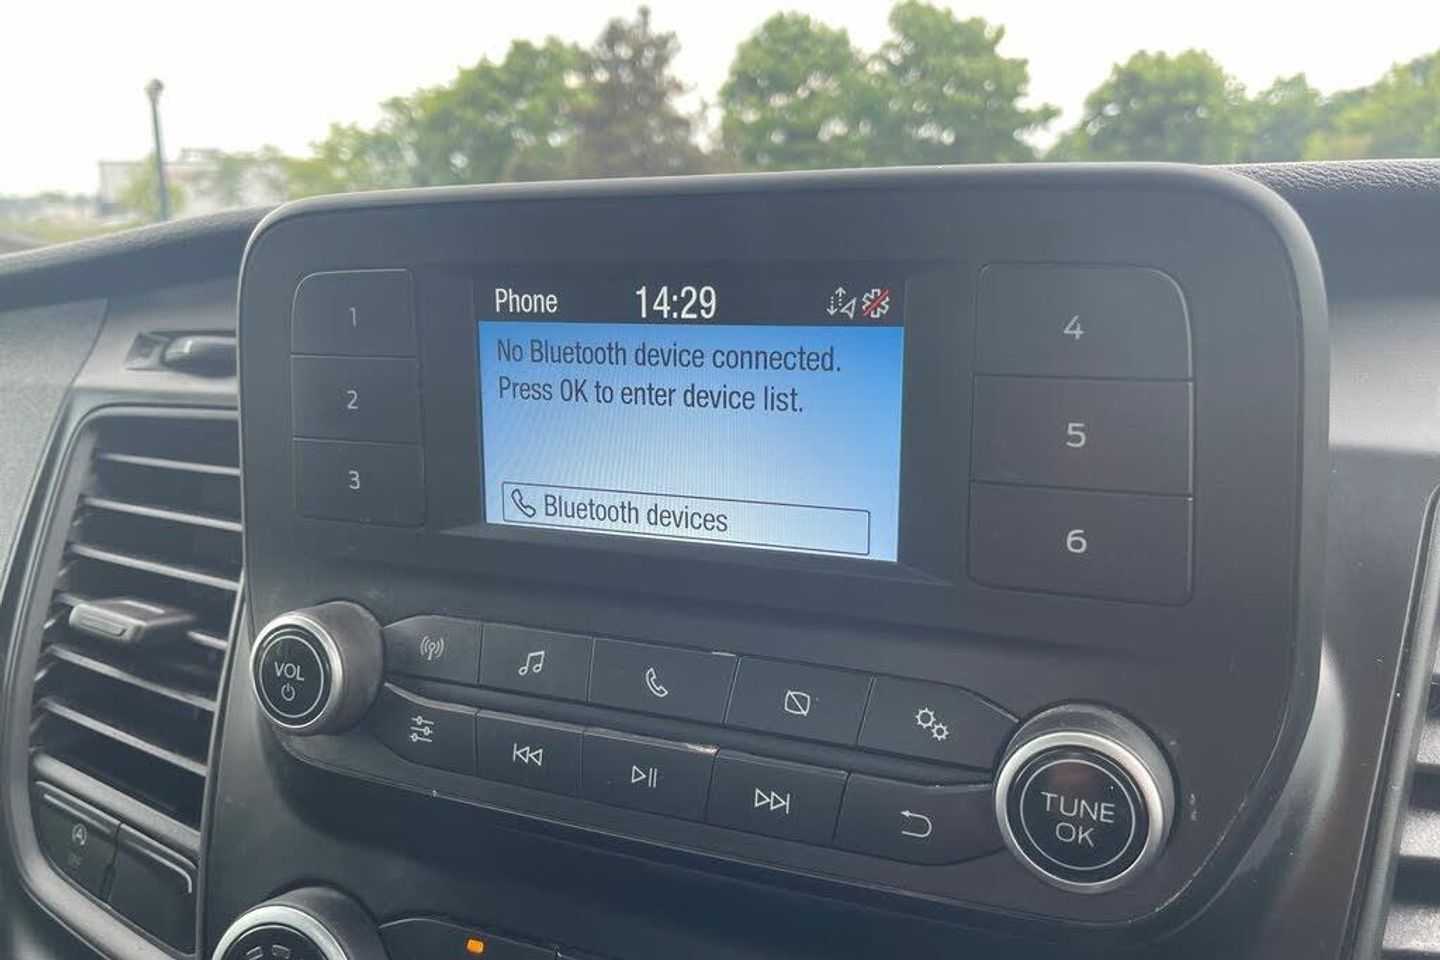 Phone 14:29
No Bluetooth device connected.
Press OK to enter device list.
Bluetooth devices
1
2
3
4
5
6
VOL
TUNE
OK